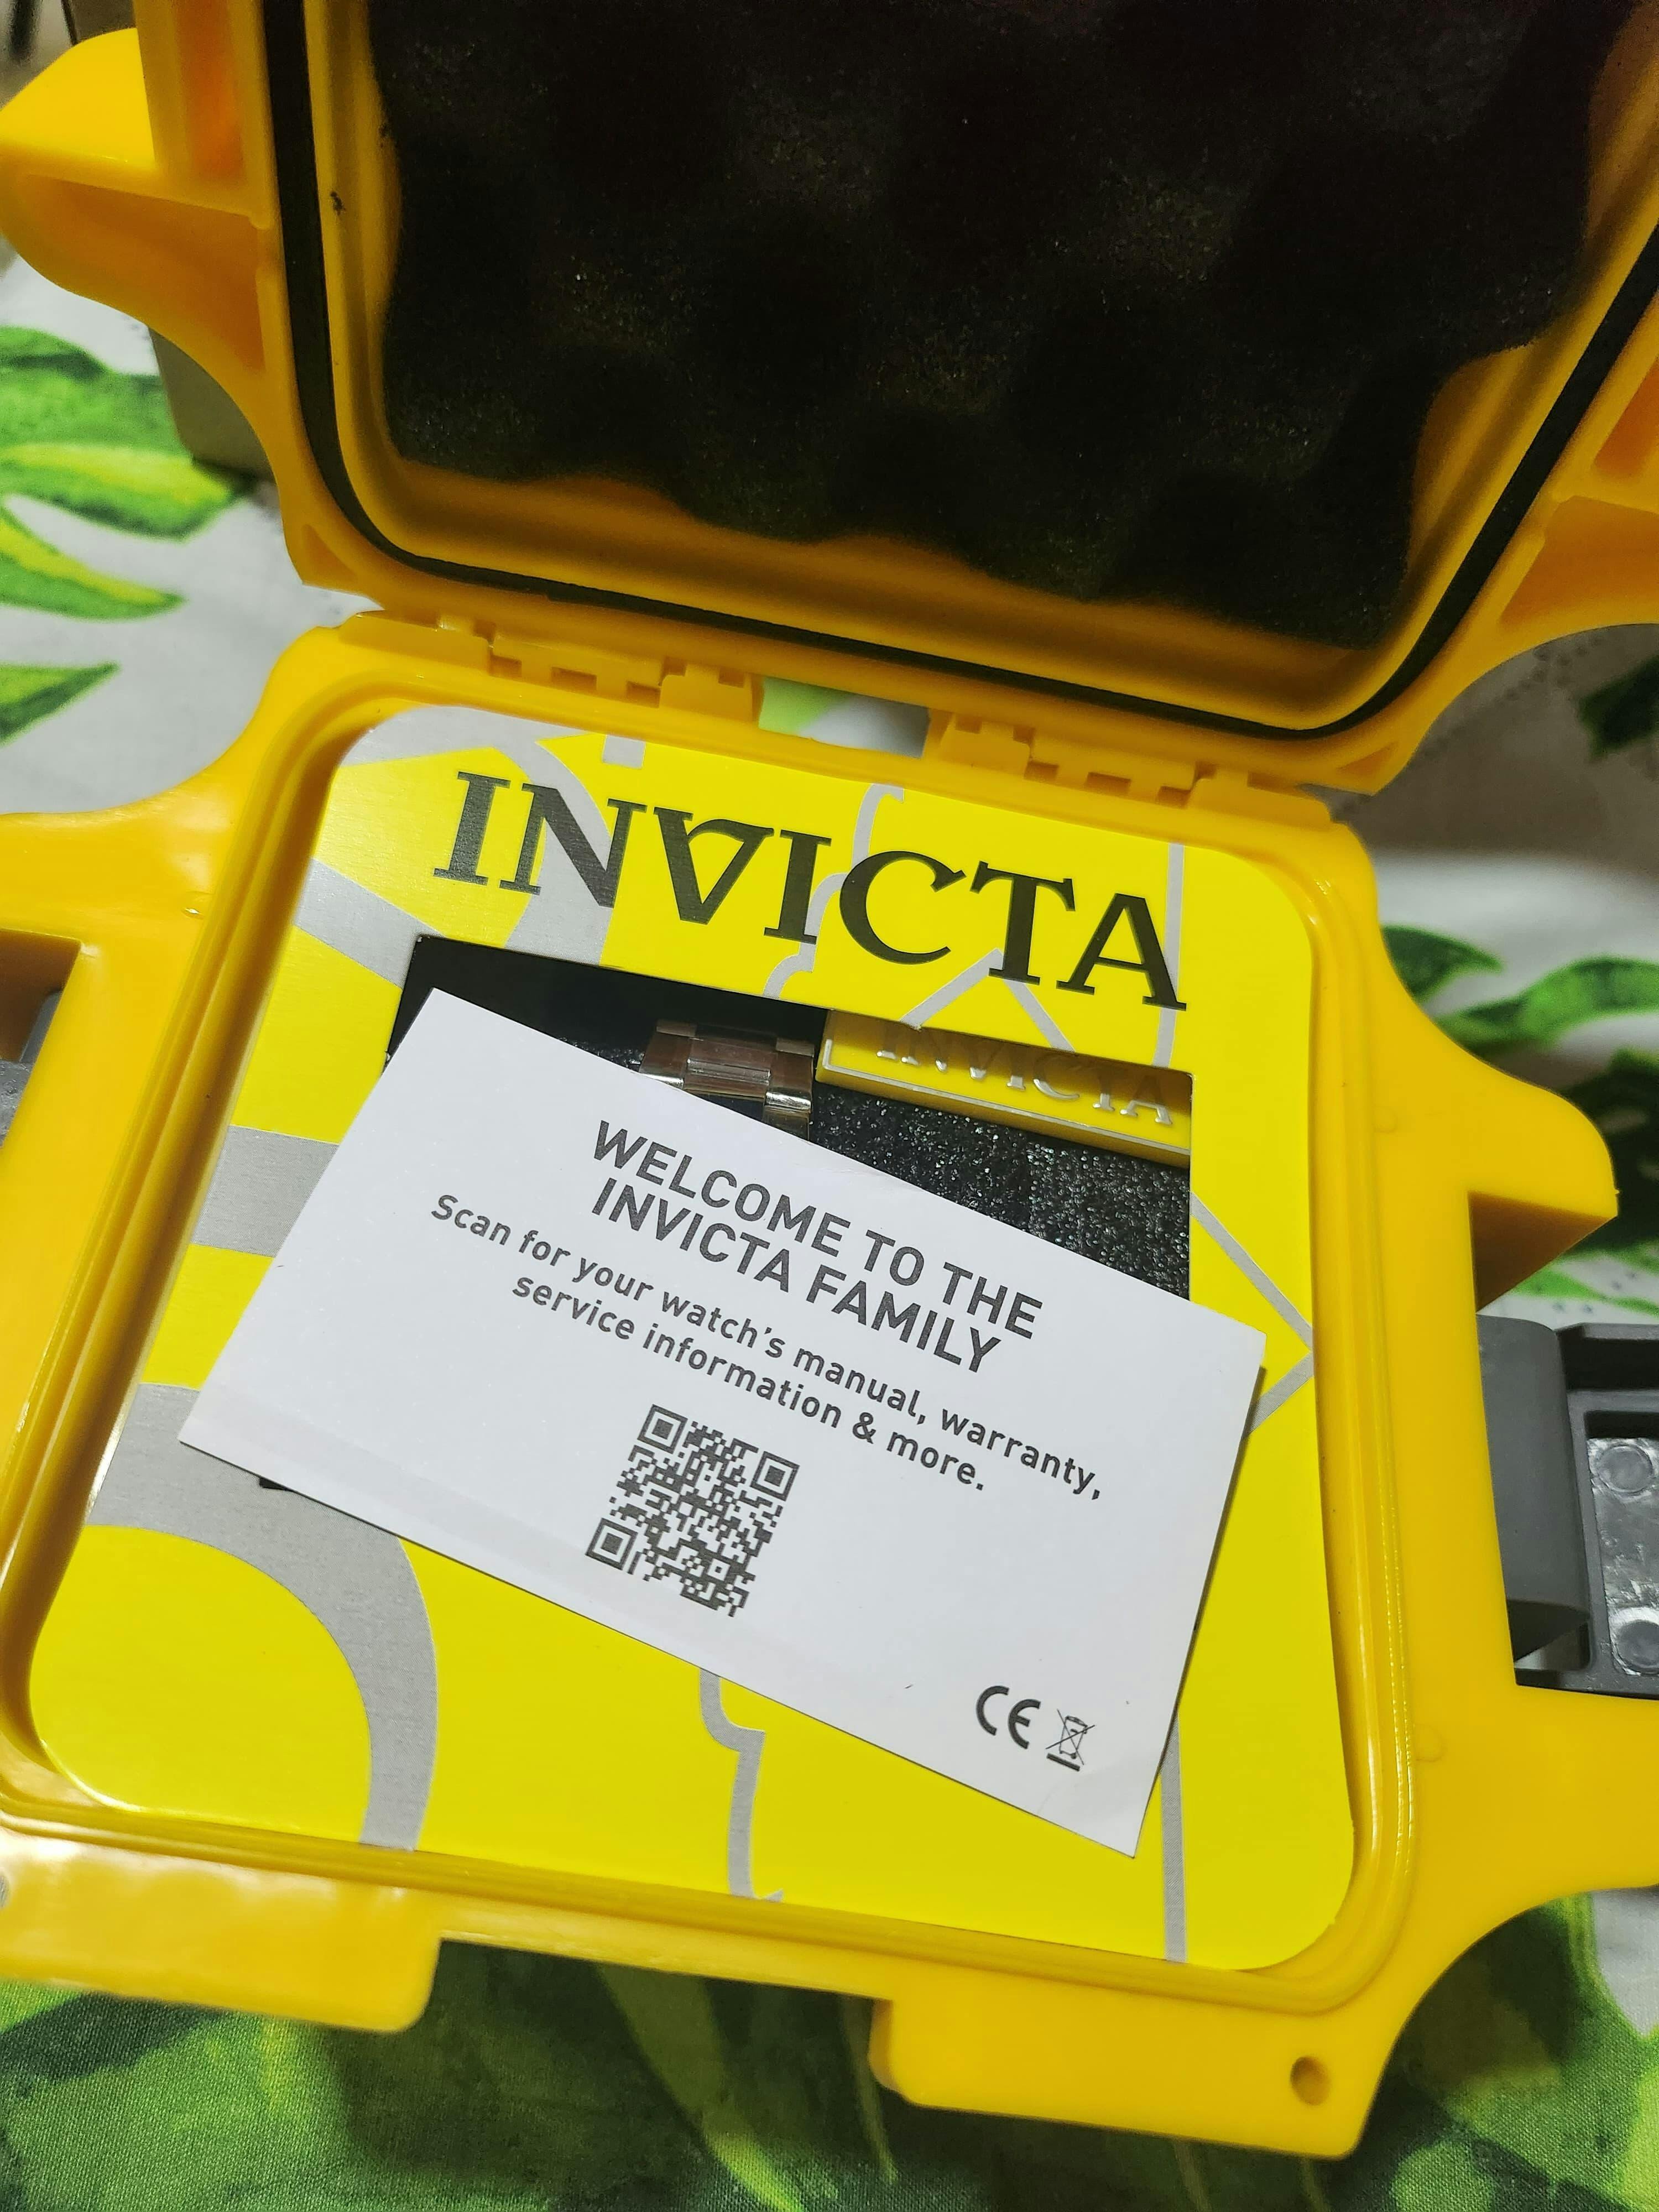 INVICTA
INVICTA
WELCOME TO THE
INVICTA FAMILY
Scan for your watch's manual, warranty,
service information & more.
CE